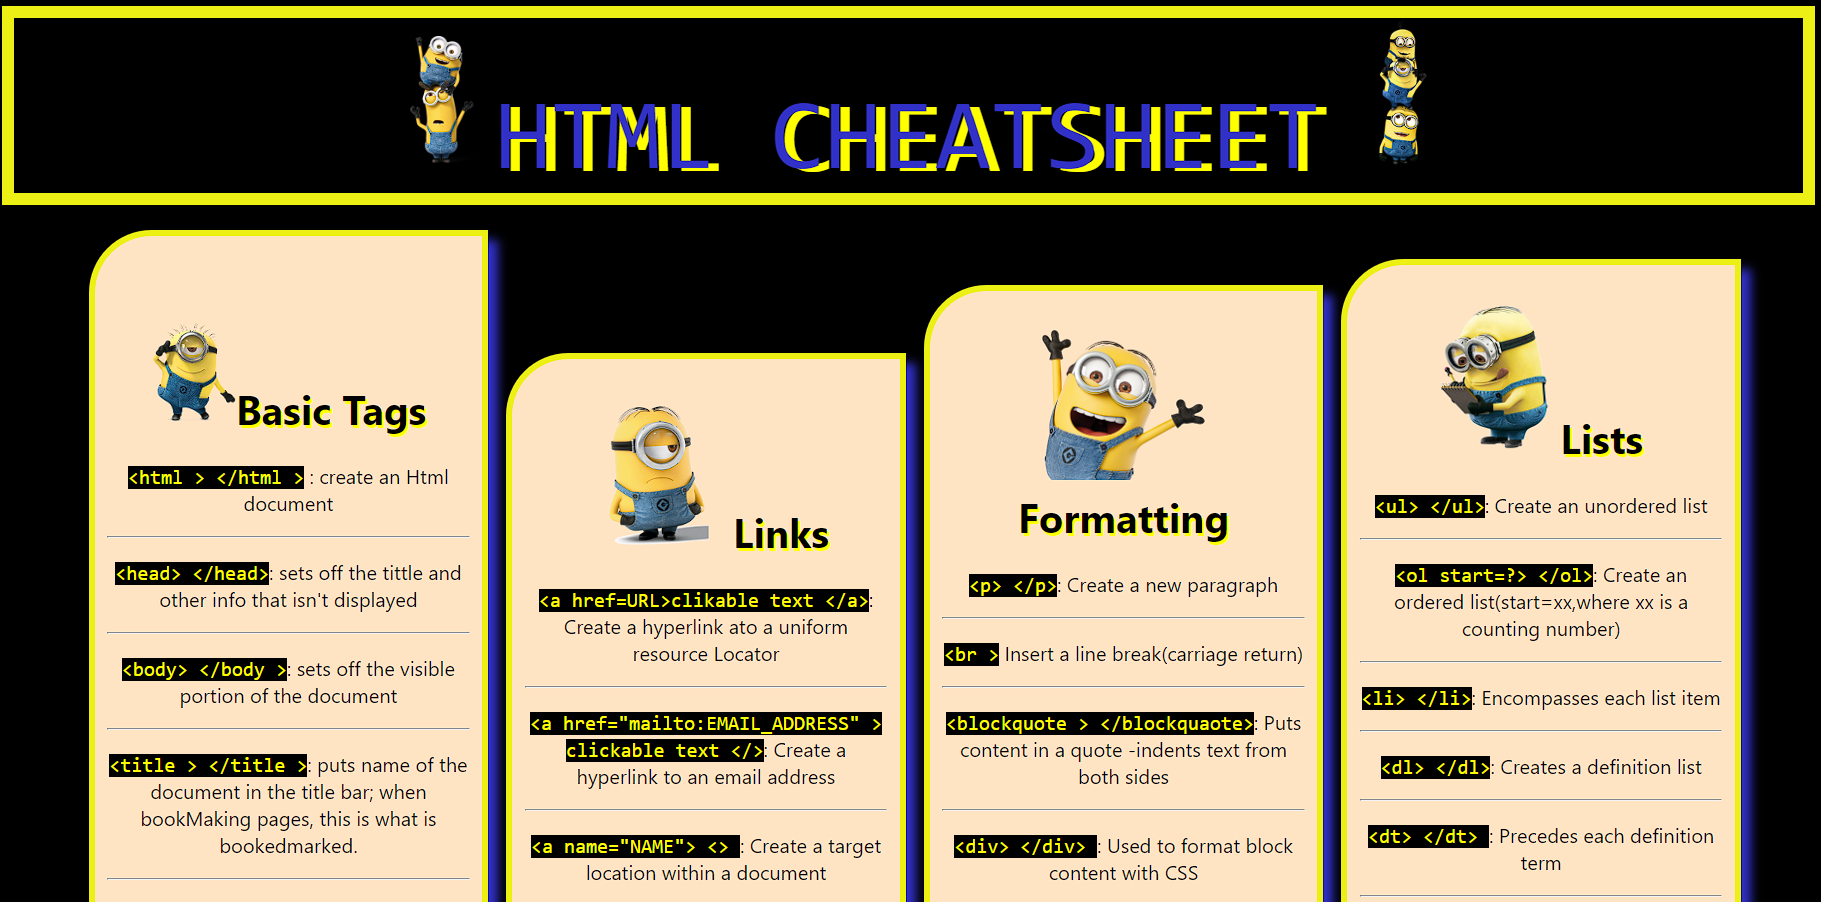 HTML CHEATSHEET
Basic Tags
<html > </html > : create an Html
document
<head> </head>: sets off the tittle and
other info that isn't displayed
<body> </body >: sets off the visible
portion of the document
<title > </title >: puts name of the
document in the title bar; when
bookMaking pages, this is what is
bookedmarked.
Links
<a href=URL>clikable text </a>:
Create a hyperlink ato a uniform
resource Locator
<a href="mailto:EMAIL_ADDRESS" >
clickable text </>: Create a
hyperlink to an email address
<a name="NAME"> <> : Create a target
location within a document
Formatting
<p> </p>: Create a new paragraph
<br > Insert a line break(carriage return)
<blockquote > </blockquaote>: Puts
content in a quote -indents text from
both sides
<div> </div> : Used to format block
content with CSS
Lists
<ul> </ul>: Create an unordered list
<ol start=?> </ol>: Create an
ordered list(start=xx,where xx is a
counting number)
<li> </li>: Encompasses each list item
<dl> </dl>: Creates a definition list
<dt> </dt> : Precedes each definition
term